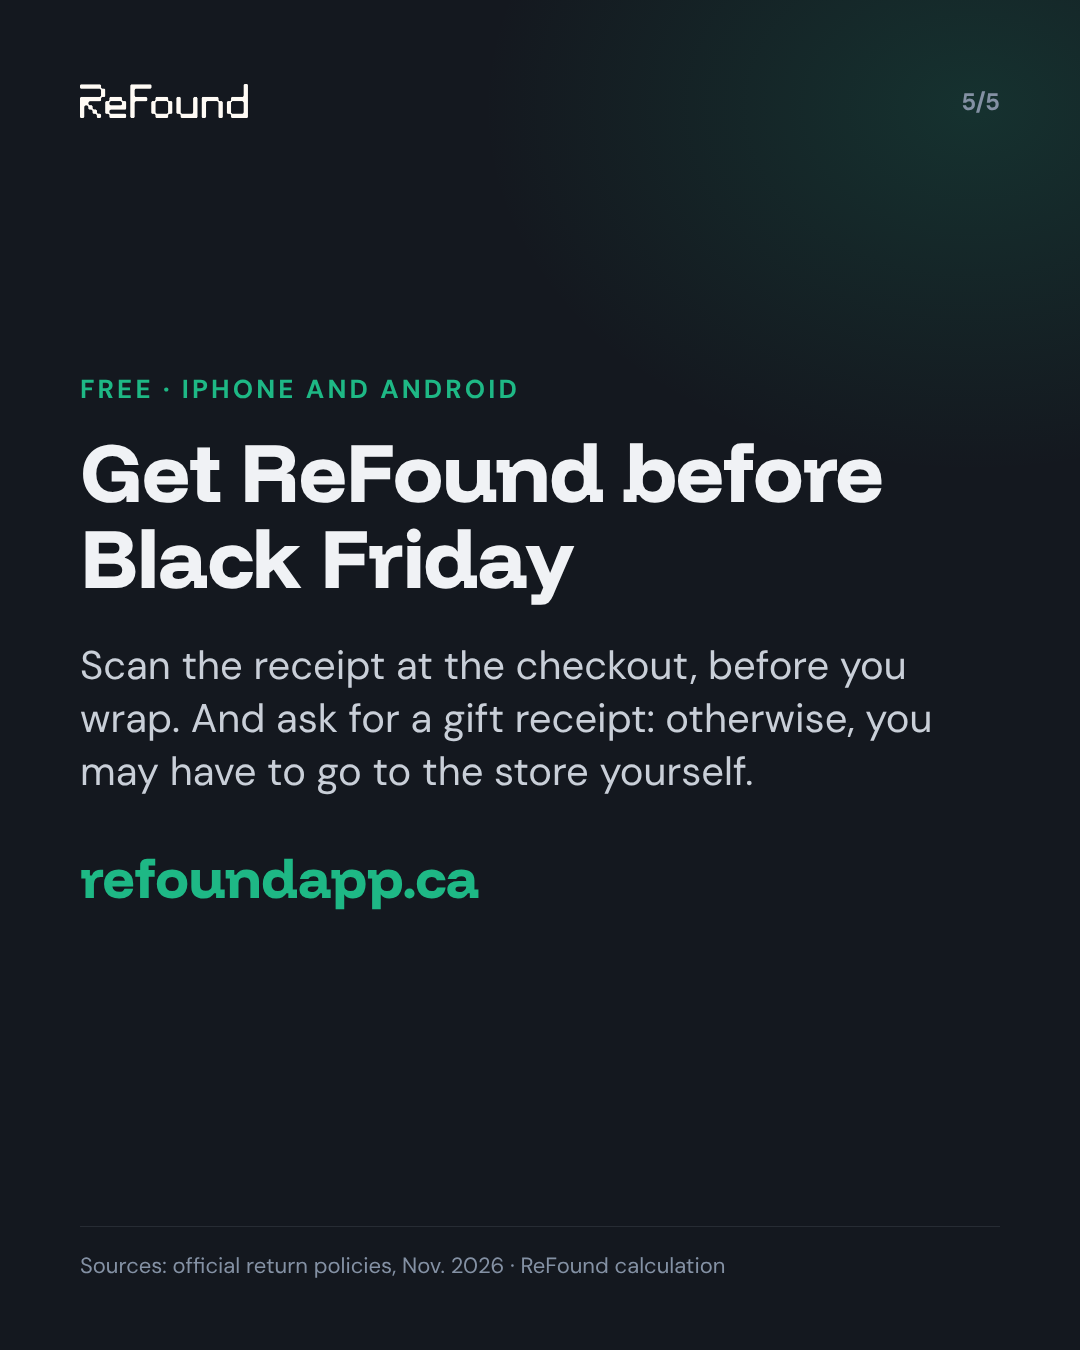 ReFound
5/5
FREE · IPHONE AND ANDROID
Get ReFound before
Black Friday
Scan the receipt at the checkout, before you
wrap. And ask for a gift receipt: otherwise, you
may have to go to the store yourself.
refoundapp.ca
Sources: official return policies, Nov. 2026 · ReFound calculation